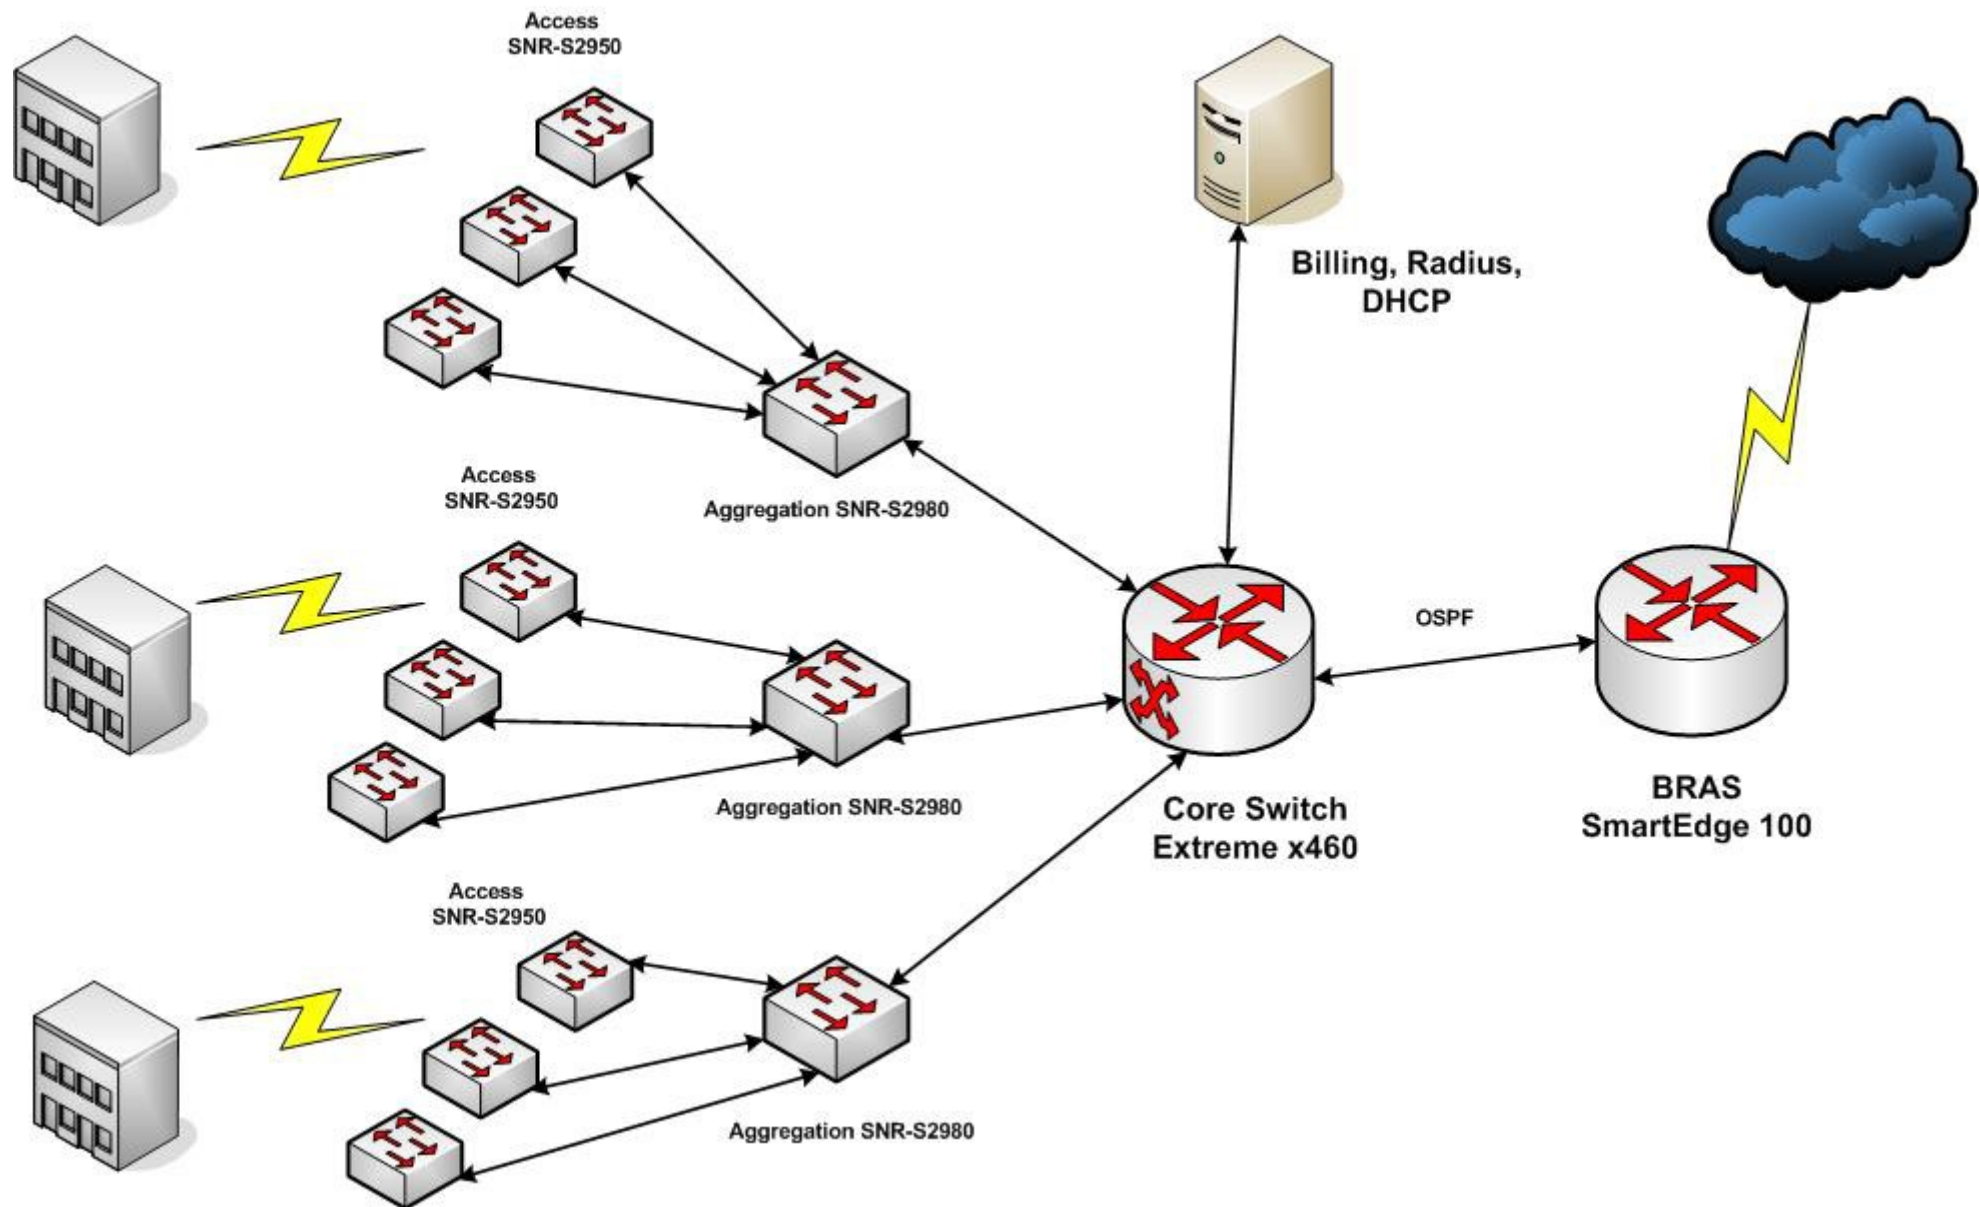 Access
SNR-S2950
Billing, Radius,
DHCP
Access
SNR-S2950
Aggregation SNR-S2980
OSPF
Aggregation SNR-S2980
Core Switch
Extreme x460
BRAS
SmartEdge 100
Access
SNR-S2950
Aggregation SNR-S2980